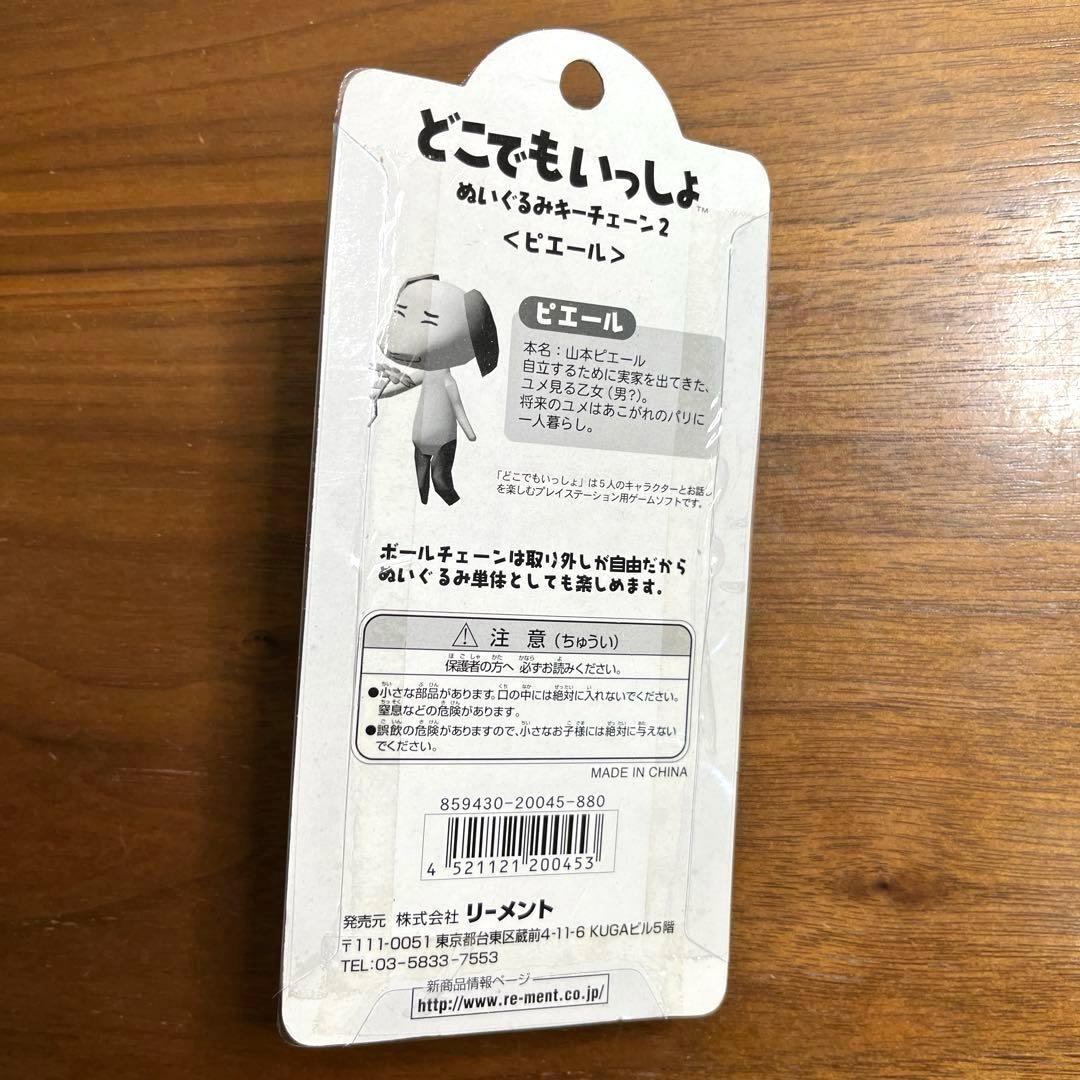 どこでもいっしょ™
ぬいぐるみキーチェーン2
<ピエール>
ピエール
本名：山本ピエール
自立するために実家を出てきた、
ユメ見る乙女（男？）。
将来のユメはあこがれのパリに
一人暮らし。
「どこでもいっしょ」は5人のキャラクターとお話し
を楽しむプレイステーション用ゲームソフトです。
ボールチェーンは取り外しが自由だから
ぬいぐるみ単体としても楽しめます。
⚠ 注意（ちゅうい）
保護者の方へ 必ずお読みください。
●小さな部品があります。口の中には絶対に入れないでください。
窒息などの危険があります。
●誤飲の危険がありますので、小さなお子様には絶対に与えない
でください。
MADE IN CHINA
859430-20045-880
4 521121 200453
発売元 株式会社 リーメント
〒111-0051 東京都台東区蔵前4-11-6 KUGAビル5階
TEL:03-5833-7553
新商品情報ページ
http://www.re-ment.co.jp/